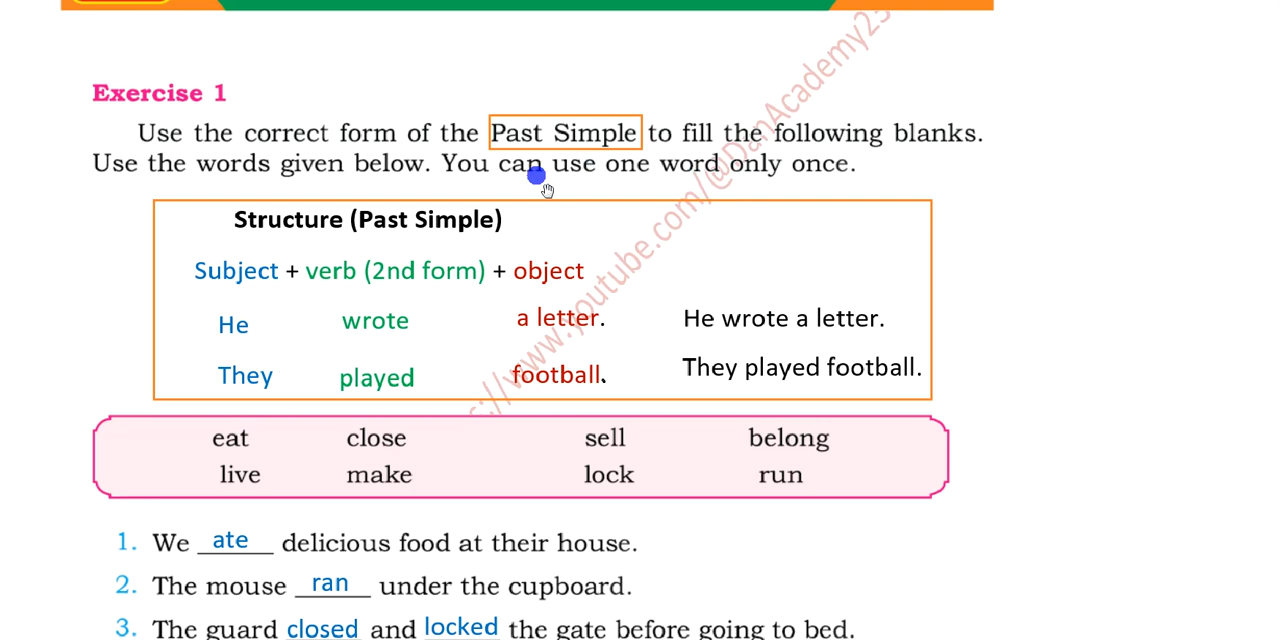 Exercise 1
Use the correct form of the Past Simple to fill the following blanks.
Use the words given below. You can use one word only once.
Structure (Past Simple)
Subject + verb (2nd form) + object
He wrote a letter. He wrote a letter.
They played football. They played football.
eat close sell belong
live make lock run
1. We ate delicious food at their house.
2. The mouse ran under the cupboard.
3. The guard closed and locked the gate before going to bed.
s://www.youtube.com/@DanAcademy23